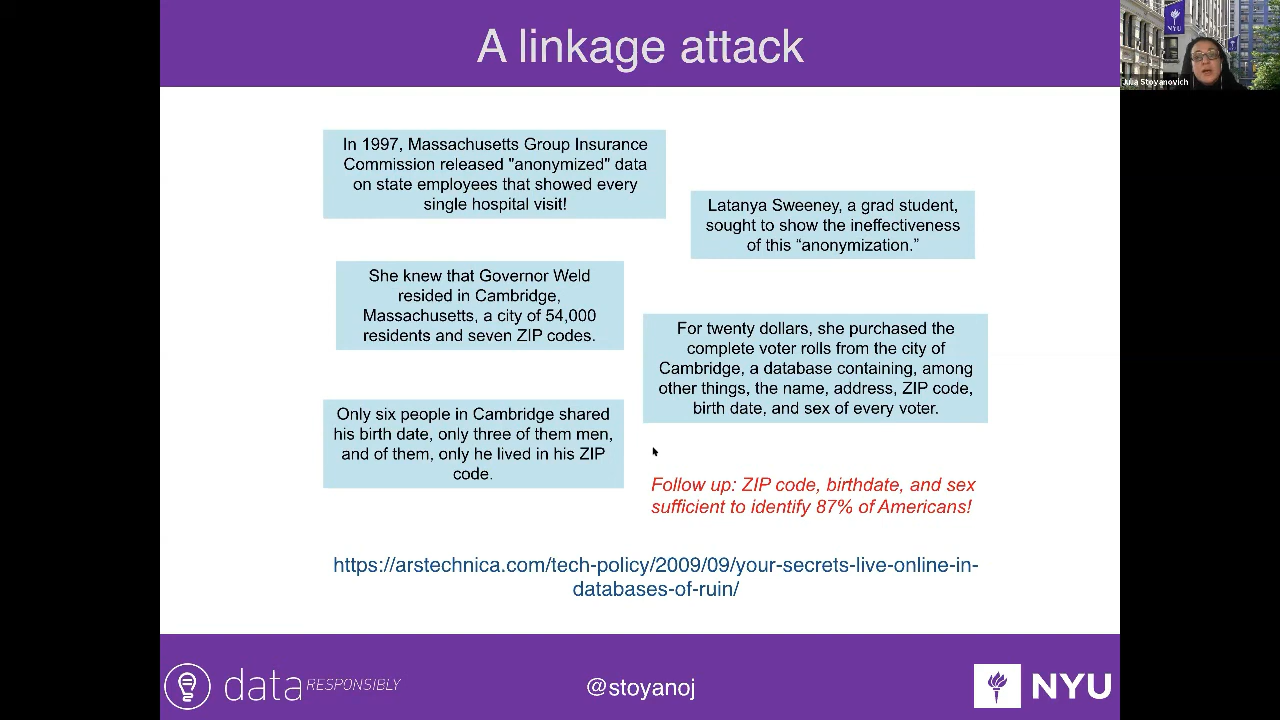 A linkage attack
NYU
Julia Stoyanovich
In 1997, Massachusetts Group Insurance
Commission released "anonymized" data
on state employees that showed every
single hospital visit!
Latanya Sweeney, a grad student,
sought to show the ineffectiveness
of this “anonymization.”
She knew that Governor Weld
resided in Cambridge,
Massachusetts, a city of 54,000
residents and seven ZIP codes.
For twenty dollars, she purchased the
complete voter rolls from the city of
Cambridge, a database containing, among
other things, the name, address, ZIP code,
birth date, and sex of every voter.
Only six people in Cambridge shared
his birth date, only three of them men,
and of them, only he lived in his ZIP
code.
Follow up: ZIP code, birthdate, and sex
sufficient to identify 87% of Americans!
https://arstechnica.com/tech-policy/2009/09/your-secrets-live-online-in-
databases-of-ruin/
data RESPONSIBLY
@stoyanoj
NYU